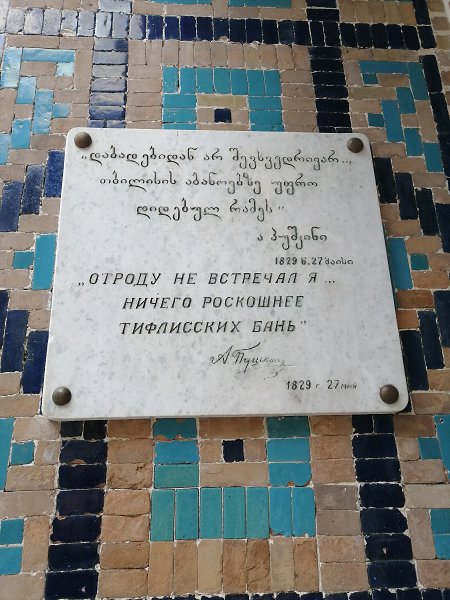 „დაბადებიდან არ შევხვედრივარ...
თბილისის აბანოებზე უფრო
დიდებულ რამეს"
ა. პუშკინი
1829 წ. 27 მაისი
„ОТРОДУ НЕ ВСТРЕЧАЛ Я...
НИЧЕГО РОСКОШНЕЕ
ТИФЛИССКИХ БАНЬ"
А Пушкин
1829 г. 27 мая